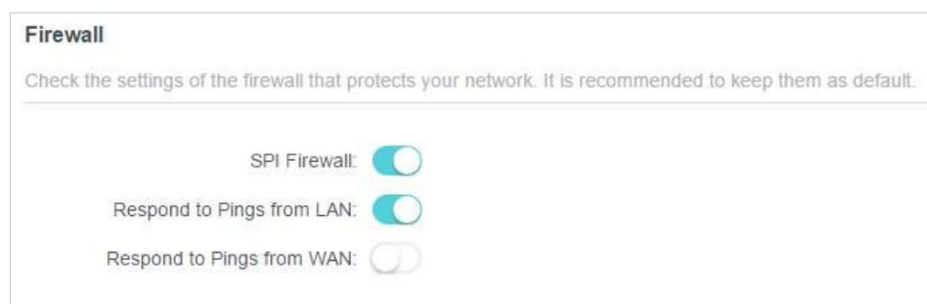 Firewall
Check the settings of the firewall that protects your network. It is recommended to keep them as default.
SPI Firewall:
Respond to Pings from LAN:
Respond to Pings from WAN: